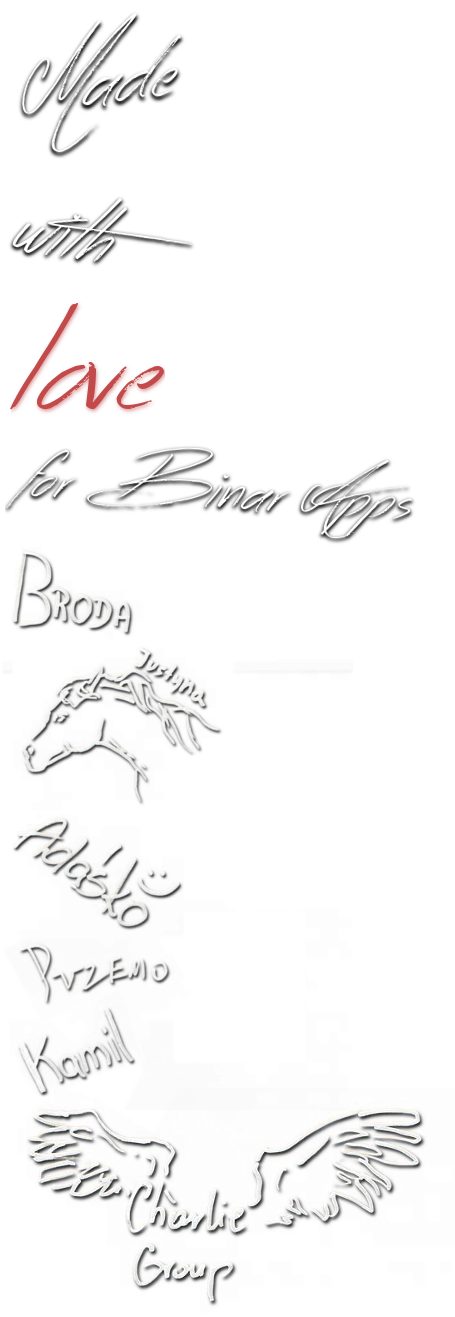 Made
with
love
for Binar Apps
BRODA
Justyna
Adaśko
PRZEMO
Kamil
Charlie
Group